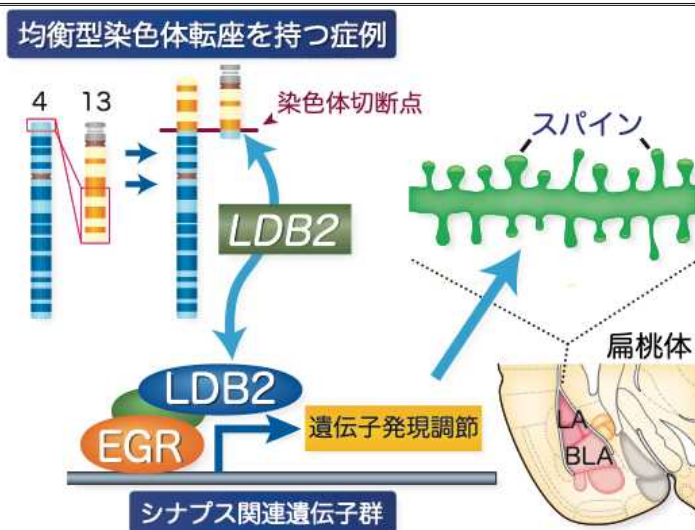 均衡型染色体転座を持つ症例
4
13
染色体切断点
スパイン
LDB2
扁桃体
LDB2
EGR
遺伝子発現調節
LA
BLA
シナプス関連遺伝子群